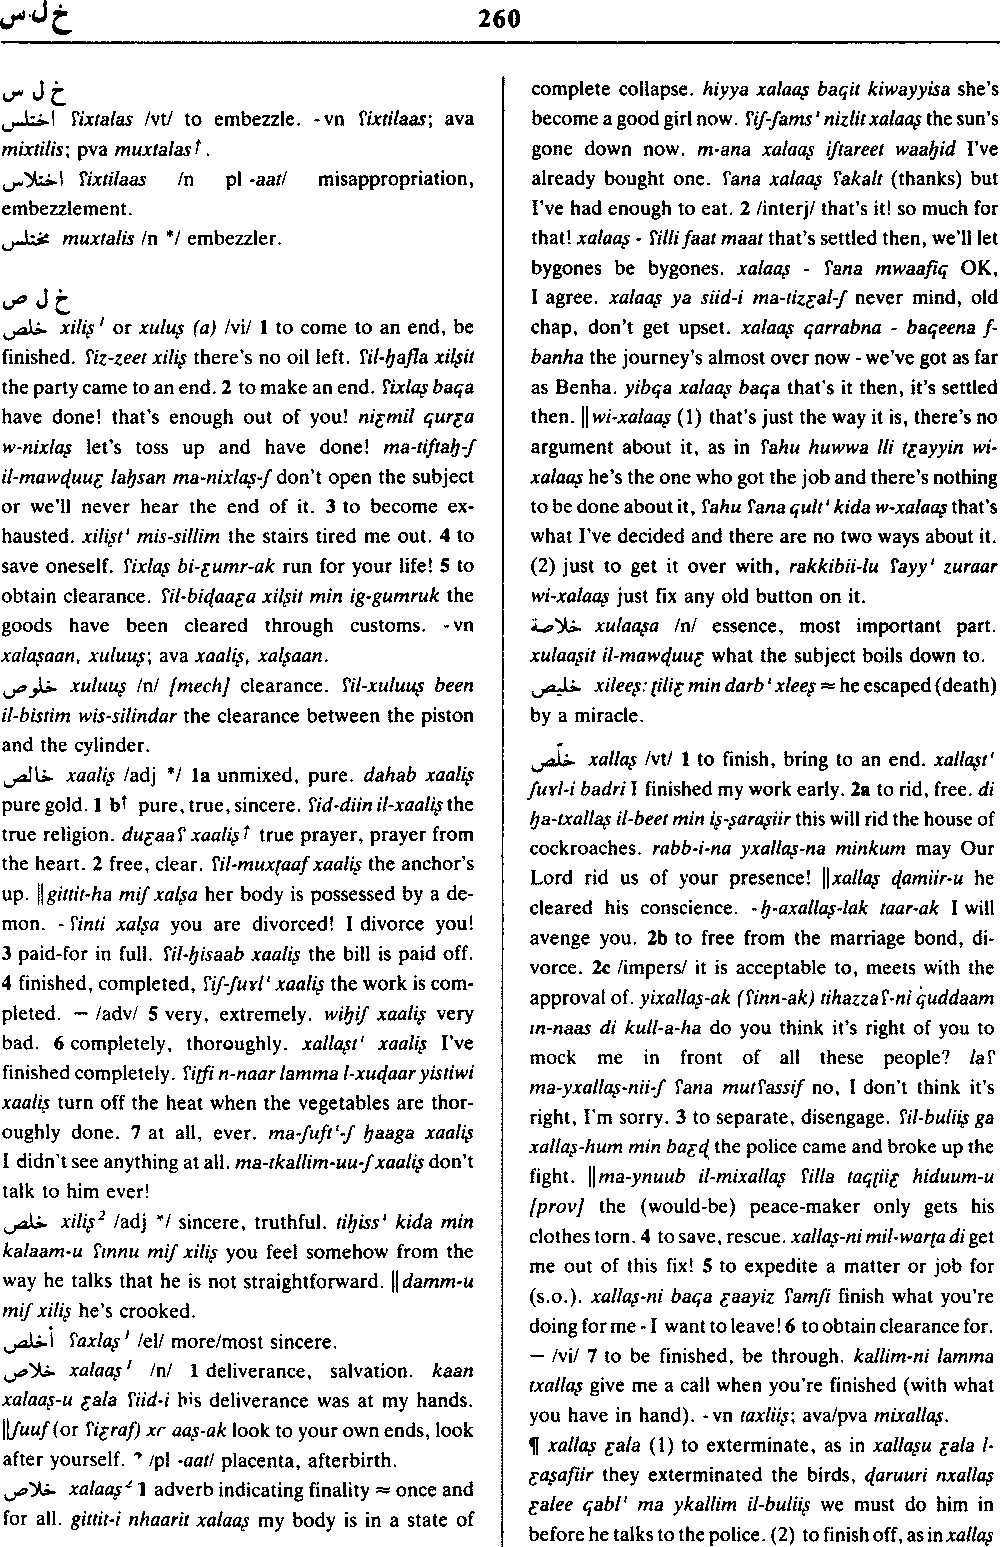 خ ل س
260
خ ل س
اختلس ʕixtalas /vt/ to embezzle. -vn ʕixtilaas; ava
mixtilis; pva muxtalas↑.
اختلاس ʕixtilaas /n pl -aat/ misappropriation,
embezzlement.
مختلس muxtalis /n */ embezzler.
خ ل ص
خلص xiliṣ¹ or xuluṣ (a) /vi/ 1 to come to an end, be
finished. ʕiz-zeet xiliṣ there's no oil left. ʕil-ḥafla xilṣit
the party came to an end. 2 to make an end. ʕixlaṣ baqa
have done! that's enough out of you! niƹmil qurƹa
w-nixlaṣ let's toss up and have done! ma-tiftaḥ-ʃ
il-mawḍuuƹ laḥsan ma-nixlaṣ-ʃ don't open the subject
or we'll never hear the end of it. 3 to become ex-
hausted. xiliṣt¹ mis-sillim the stairs tired me out. 4 to
save oneself. ʕixlaṣ bi-ƹumr-ak run for your life! 5 to
obtain clearance. ʕil-biḍaaƹa xilṣit min ig-gumruk the
goods have been cleared through customs. -vn
xalaṣaan, xuluuṣ; ava xaaliṣ, xalṣaan.
خلوص xuluuṣ /n/ [mech] clearance. ʕil-xuluuṣ been
il-bistim wis-silindar the clearance between the piston
and the cylinder.
خالص xaaliṣ /adj */ 1a unmixed, pure. dahab xaaliṣ
pure gold. 1 b↑ pure, true, sincere. ʕid-diin il-xaaliṣ the
true religion. duƹaaʕ xaaliṣ↑ true prayer, prayer from
the heart. 2 free, clear. ʕil-muxṭaaf xaaliṣ the anchor's
up. ‖gittit-ha miʃ xalṣa her body is possessed by a de-
mon. -ʕinti xalṣa you are divorced! I divorce you!
3 paid-for in full. ʕil-ḥisaab xaaliṣ the bill is paid off.
4 finished, completed, ʕiʃ-ʃuɣl¹ xaaliṣ the work is com-
pleted. — /adv/ 5 very, extremely. wiḥiʃ xaaliṣ very
bad. 6 completely, thoroughly. xallaṣt¹ xaaliṣ I've
finished completely. ʕiṭfi n-naar lamma l-xuḍaar yistiwi
xaaliṣ turn off the heat when the vegetables are thor-
oughly done. 7 at all, ever. ma-ʃuft¹-ʃ ḥaaga xaaliṣ
I didn't see anything at all. ma-tkallim-uu-ʃ xaaliṣ don't
talk to him ever!
خلص xiliṣ² /adj */ sincere, truthful. tiḥiss¹ kida min
kalaam-u ʕinnu miʃ xiliṣ you feel somehow from the
way he talks that he is not straightforward. ‖damm-u
miʃ xiliṣ he's crooked.
أخلص ʕaxlaṣ¹ /el/ more/most sincere.
خلاص xalaaṣ¹ /n/ 1 deliverance, salvation. kaan
xalaaṣ-u ƹala ʕiid-i his deliverance was at my hands.
‖ʃuuf (or ʕiƹraf) x aaṣ-ak look to your own ends, look
after yourself. /pl -aat/ placenta, afterbirth.
خلاص xalaaṣ² 1 adverb indicating finality ≈ once and
for all. gittit-i nhaarit xalaaṣ my body is in a state of
complete collapse. hiyya xalaaṣ baqit kiwayyisa she's
become a good girl now. ʕiʃ-ʃams¹ nizlit xalaaṣ the sun's
gone down now. m-ana xalaaṣ iʃtareet waaḥid I've
already bought one. ʕana xalaaṣ ʕakalt (thanks) but
I've had enough to eat. 2 /interj/ that's it! so much for
that! xalaaṣ - ʕilli faat maat that's settled then, we'll let
bygones be bygones. xalaaṣ - ʕana mwaafiq OK,
I agree. xalaaṣ ya siid-i ma-tizƹal-ʃ never mind, old
chap, don't get upset. xalaaṣ qarrabna - baqeena f-
banha the journey's almost over now - we've got as far
as Benha. yibqa xalaaṣ baqa that's it then, it's settled
then. ‖wi-xalaaṣ (1) that's just the way it is, there's no
argument about it, as in ʕahu huwwa lli tƹayyin wi-
xalaaṣ he's the one who got the job and there's nothing
to be done about it, ʕahu ʕana qult¹ kida w-xalaaṣ that's
what I've decided and there are no two ways about it.
(2) just to get it over with, rakkibii-lu ʕayy¹ zuraar
wi-xalaaṣ just fix any old button on it.
خلاصة xulaaṣa /n/ essence, most important part.
xulaaṣit il-mawḍuuƹ what the subject boils down to.
خليص xileeṣ: ṭiliƹ min darb¹ xleeṣ ≈ he escaped (death)
by a miracle.
خلّص xallaṣ /vt/ 1 to finish, bring to an end. xallaṣt¹
ʃuɣl-i badri I finished my work early. 2a to rid, free. di
ḥa-txallaṣ il-beet min iṣ-ṣaraṣiir this will rid the house of
cockroaches. rabb-i-na yxallaṣ-na minkum may Our
Lord rid us of your presence! ‖xallaṣ ḍamiir-u he
cleared his conscience. -ḥ-axallaṣ-lak taar-ak I will
avenge you. 2b to free from the marriage bond, di-
vorce. 2c /impers/ it is acceptable to, meets with the
approval of. yixallaṣ-ak (ʕinn-ak) tihazzaʕ-ni quddaam
in-naas di kull-a-ha do you think it's right of you to
mock me in front of all these people? laʕ
ma-yxallaṣ-nii-ʃ ʕana mutʕassif no, I don't think it's
right, I'm sorry. 3 to separate, disengage. ʕil-buliiṣ ga
xallaṣ-hum min baƹḍ the police came and broke up the
fight. ‖ma-ynuub il-mixallaṣ ʕilla taqṭiiƹ hiduum-u
[prov] the (would-be) peace-maker only gets his
clothes torn. 4 to save, rescue. xallaṣ-ni mil-warṭa di get
me out of this fix! 5 to expedite a matter or job for
(s.o.). xallaṣ-ni baqa ƹaayiz ʕamʃi finish what you're
doing for me - I want to leave! 6 to obtain clearance for.
— /vi/ 7 to be finished, be through. kallim-ni lamma
txallaṣ give me a call when you're finished (with what
you have in hand). -vn taxliiṣ; ava/pva mixallaṣ.
¶ xallaṣ ƹala (1) to exterminate, as in xallaṣu ƹala l-
ƹaṣafiir they exterminated the birds, ḍaruuri nxallaṣ
ƹalee qabl¹ ma ykallim il-buliiṣ we must do him in
before he talks to the police. (2) to finish off, as in xallaṣ